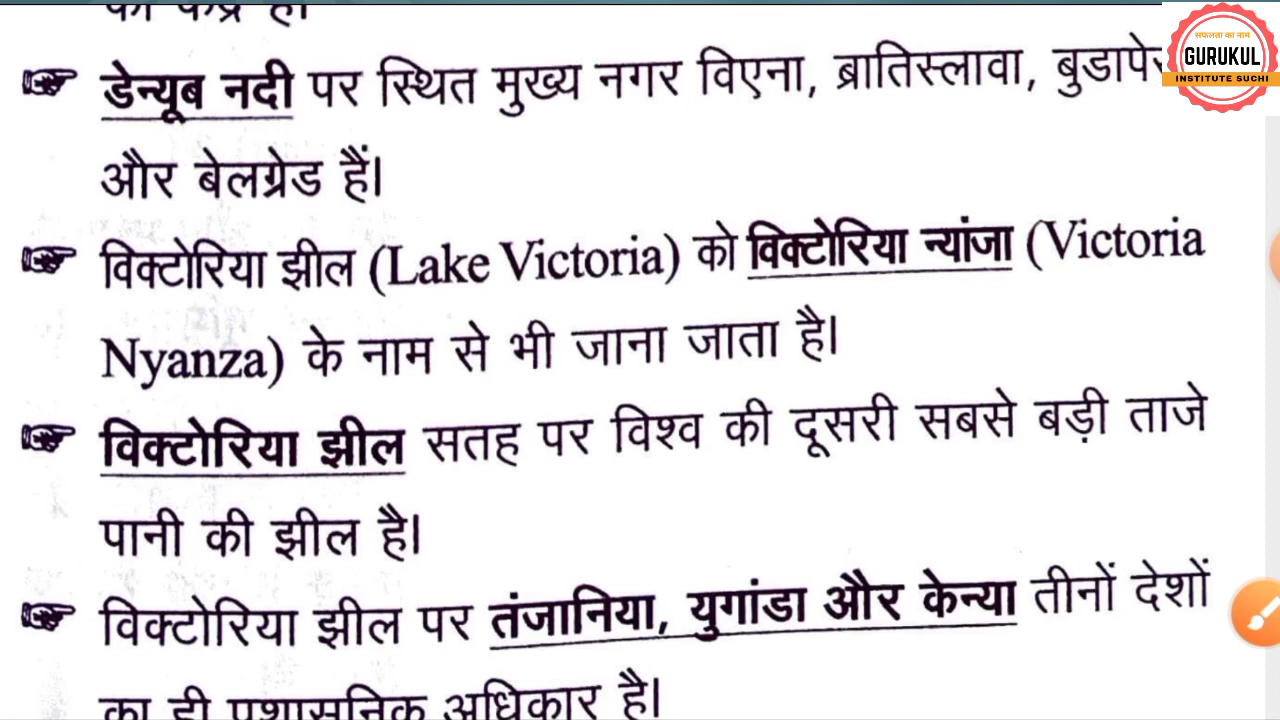 डेन्यूब नदी पर स्थित मुख्य नगर विएना, ब्रातिस्लावा,
और बेलग्रेड हैं।
विक्टोरिया झील (Lake Victoria) को विक्टोरिया न्यांजा (Victoria
Nyanza) के नाम से भी जाना जाता है।
विक्टोरिया झील सतह पर विश्व की दूसरी सबसे बड़ी ताजे
पानी की झील है।
विक्टोरिया झील पर तंजानिया, युगांडा और केन्या तीनों देशों
का ही प्रशासनिक अधिकार है।
सफलता का नाम
GURUKUL
INSTITUTE SUCHI